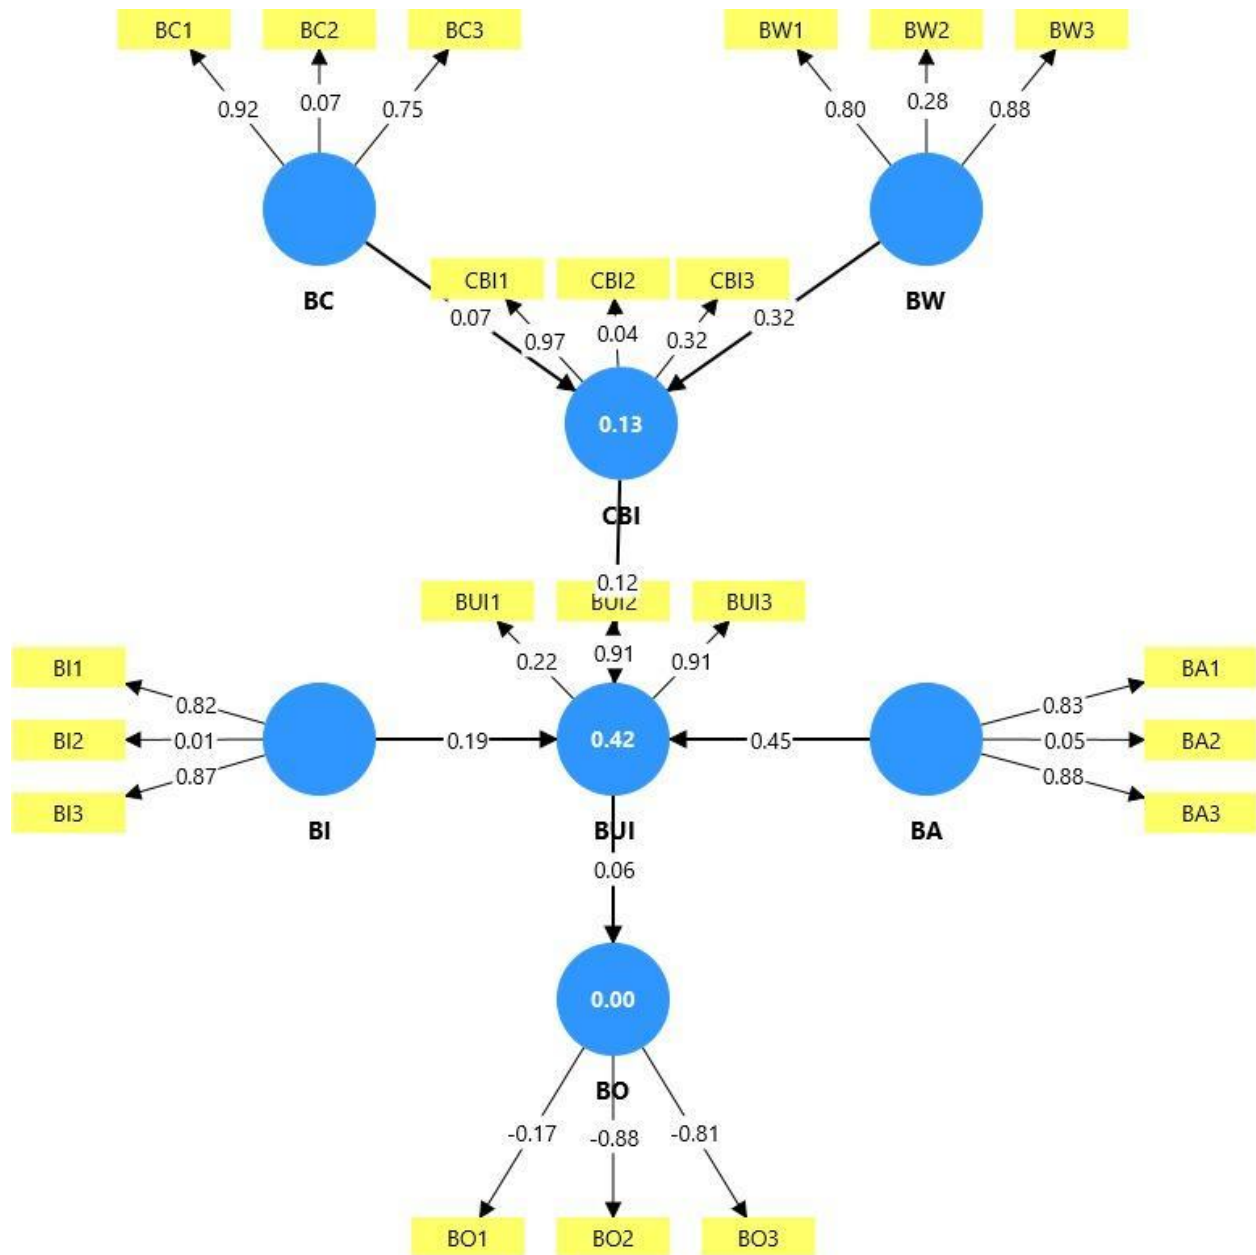 BC1 BC2 BC3 BW1 BW2 BW3
0.92 0.07 0.75 0.80 0.28 0.88
BC BW
CBI1 CBI2 CBI3
0.07 0.97 0.04 0.32 0.32
0.13
CBI
0.12
BUI1 BUI2 BUI3
0.22 0.91 0.91
BI1 BA1
0.82 0.83
BI2 0.01 0.19 0.42 0.45 0.05 BA2
0.87 0.88
BI3 BA3
BI BUI BA
0.06
0.00
BO
-0.17 -0.88 -0.81
BO1 BO2 BO3